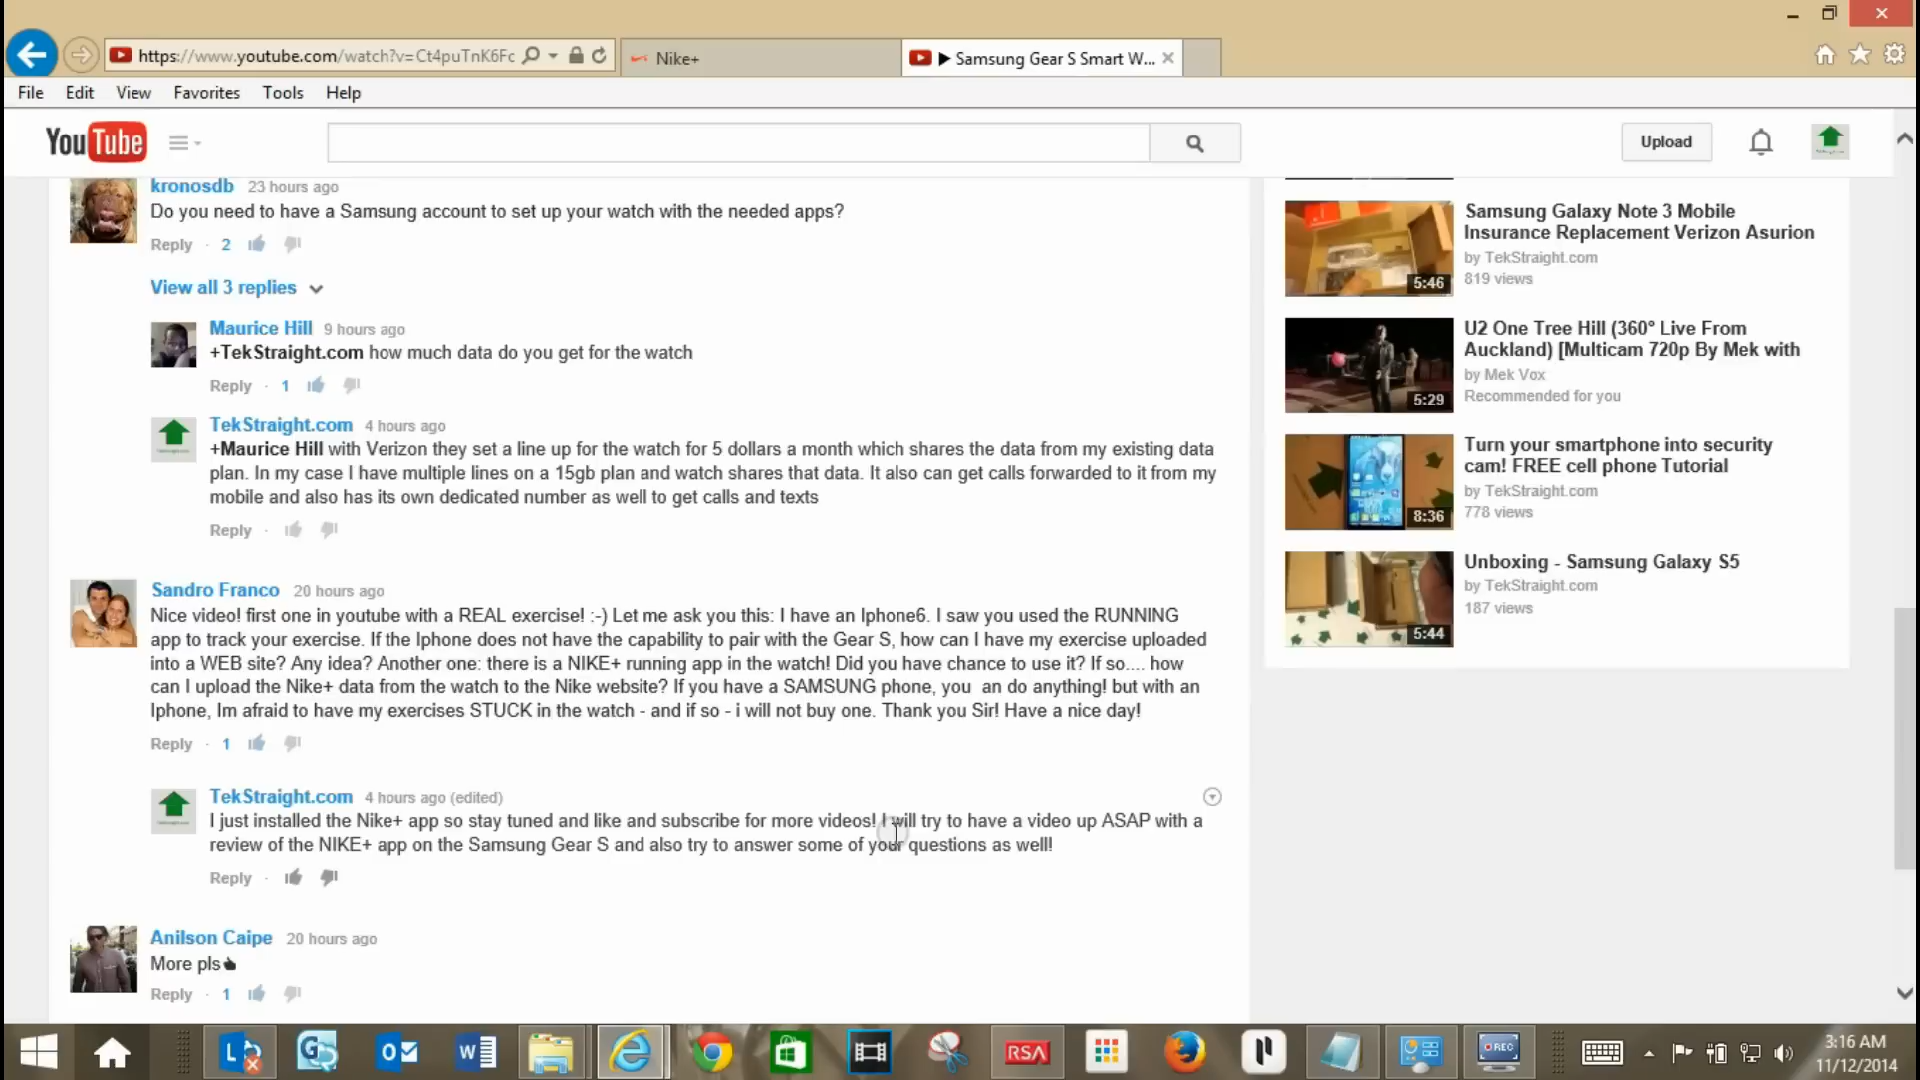 https://www.youtube.com/watch?v=Ct4puTnK6Fc
Nike+
Samsung Gear S Smart W...
File Edit View Favorites Tools Help
YouTube
Upload
kronosdb 23 hours ago
Do you need to have a Samsung account to set up your watch with the needed apps?
Reply · 2
View all 3 replies
Maurice Hill 9 hours ago
+TekStraight.com how much data do you get for the watch
Reply · 1
TekStraight.com 4 hours ago
+Maurice Hill with Verizon they set a line up for the watch for 5 dollars a month which shares the data from my existing data
plan. In my case I have multiple lines on a 15gb plan and watch shares that data. It also can get calls forwarded to it from my
mobile and also has its own dedicated number as well to get calls and texts
Reply ·
Sandro Franco 20 hours ago
Nice video! first one in youtube with a REAL exercise! :-) Let me ask you this: I have an Iphone6. I saw you used the RUNNING
app to track your exercise. If the Iphone does not have the capability to pair with the Gear S, how can I have my exercise uploaded
into a WEB site? Any idea? Another one: there is a NIKE+ running app in the watch! Did you have chance to use it? If so.... how
can I upload the Nike+ data from the watch to the Nike website? If you have a SAMSUNG phone, you an do anything! but with an
Iphone, Im afraid to have my exercises STUCK in the watch - and if so - i will not buy one. Thank you Sir! Have a nice day!
Reply · 1
TekStraight.com 4 hours ago (edited)
I just installed the Nike+ app so stay tuned and like and subscribe for more videos! I will try to have a video up ASAP with a
review of the NIKE+ app on the Samsung Gear S and also try to answer some of your questions as well!
Reply ·
Anilson Caipe 20 hours ago
More pls
Reply · 1
Samsung Galaxy Note 3 Mobile
Insurance Replacement Verizon Asurion
by TekStraight.com
819 views
5:46
U2 One Tree Hill (360° Live From
Auckland) [Multicam 720p By Mek with
by Mek Vox
Recommended for you
5:29
Turn your smartphone into security
cam! FREE cell phone Tutorial
by TekStraight.com
778 views
8:36
Unboxing - Samsung Galaxy S5
by TekStraight.com
187 views
5:44
RSA
REC
3:16 AM
11/12/2014